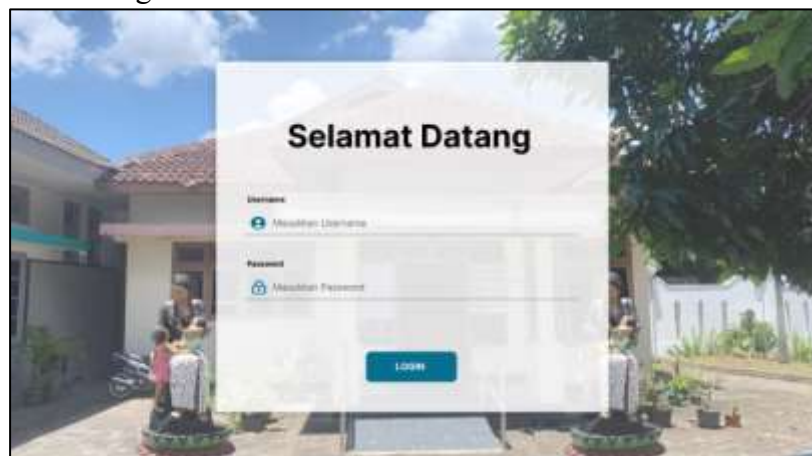 Selamat Datang
Username
Masukkan Username
Password
Masukkan Password
LOGIN